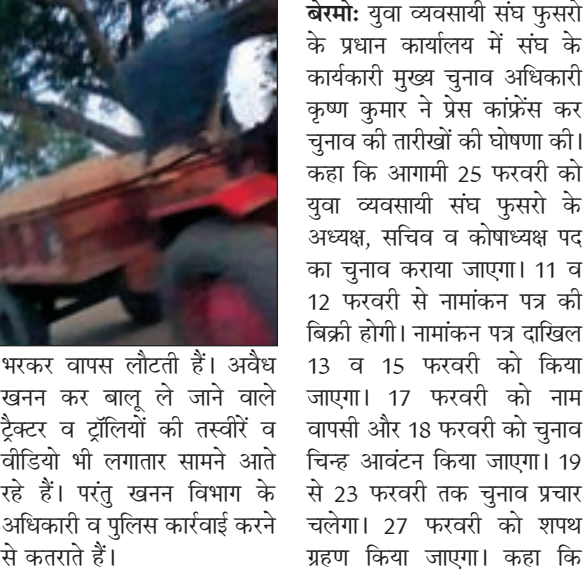 भरकर वापस लौटती हैं। अवैध
खनन कर बालू ले जाने वाले
ट्रैक्टर व ट्रॉलियों की तस्वीरें व
वीडियो भी लगातार सामने आते
रहे हैं। परंतु खनन विभाग के
अधिकारी व पुलिस कार्रवाई करने
से कतराते हैं।
बेरमो: युवा व्यवसायी संघ फुसरो
के प्रधान कार्यालय में संघ के
कार्यकारी मुख्य चुनाव अधिकारी
कृष्ण कुमार ने प्रेस कांफ्रेंस कर
चुनाव की तारीखों की घोषणा की।
कहा कि आगामी 25 फरवरी को
युवा व्यवसायी संघ फुसरो के
अध्यक्ष, सचिव व कोषाध्यक्ष पद
का चुनाव कराया जाएगा। 11 व
12 फरवरी से नामांकन पत्र की
बिक्री होगी। नामांकन पत्र दाखिल
13 व 15 फरवरी को किया
जाएगा। 17 फरवरी को नाम
वापसी और 18 फरवरी को चुनाव
चिन्ह आवंटन किया जाएगा। 19
से 23 फरवरी तक चुनाव प्रचार
चलेगा। 27 फरवरी को शपथ
ग्रहण किया जाएगा। कहा कि